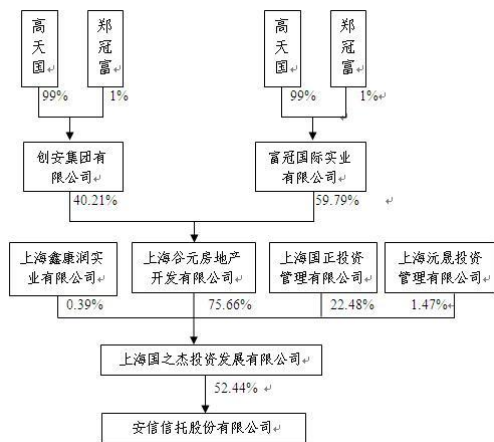 高天国 郑冠富 高天国 郑冠富
99% 1% 99% 1%
创安集团有限公司 富冠国际实业有限公司
40.21% 59.79%
上海鑫康润实业有限公司 上海谷元房地产开发有限公司 上海国正投资管理有限公司 上海沅晟投资管理有限公司
0.39% 75.66% 22.48% 1.47%
上海国之杰投资发展有限公司
52.44%
安信信托股份有限公司